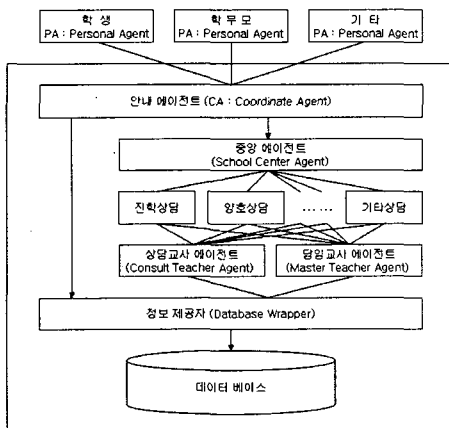 학 생
PA : Personal Agent
학 무 모
PA : Personal Agent
기 타
PA : Personal Agent
안내 에이전트 (CA : Coordinate Agent)
중앙 에이전트
(School Center Agent)
진학상담
양호상담
... ...
기타상담
상담교사 에이전트
(Consult Teacher Agent)
담임교사 에이전트
(Master Teacher Agent)
정보 제공자 (Database Wrapper)
데이터 베이스